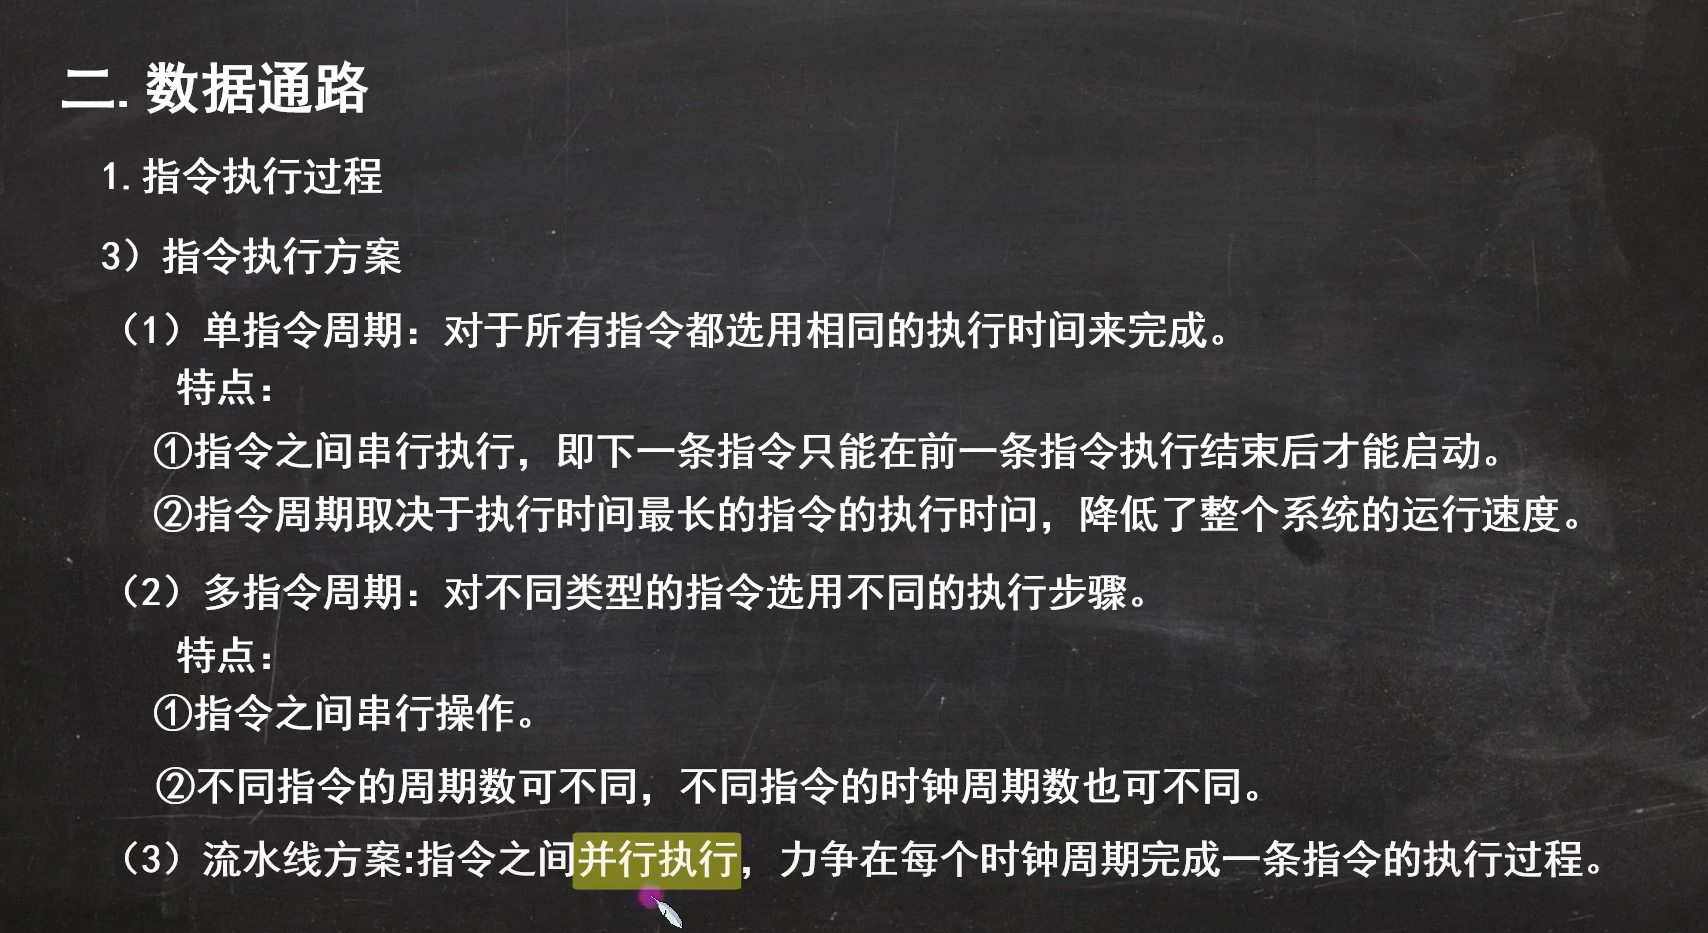 二.数据通路
1.指令执行过程
3）指令执行方案
（1）单指令周期：对于所有指令都选用相同的执行时间来完成。
特点：
①指令之间串行执行，即下一条指令只能在前一条指令执行结束后才能启动。
②指令周期取决于执行时间最长的指令的执行时间，降低了整个系统的运行速度。
（2）多指令周期：对不同类型的指令选用不同的执行步骤。
特点：
①指令之间串行操作。
②不同指令的周期数可不同，不同指令的时钟周期数也可不同。
（3）流水线方案:指令之间并行执行，力争在每个时钟周期完成一条指令的执行过程。